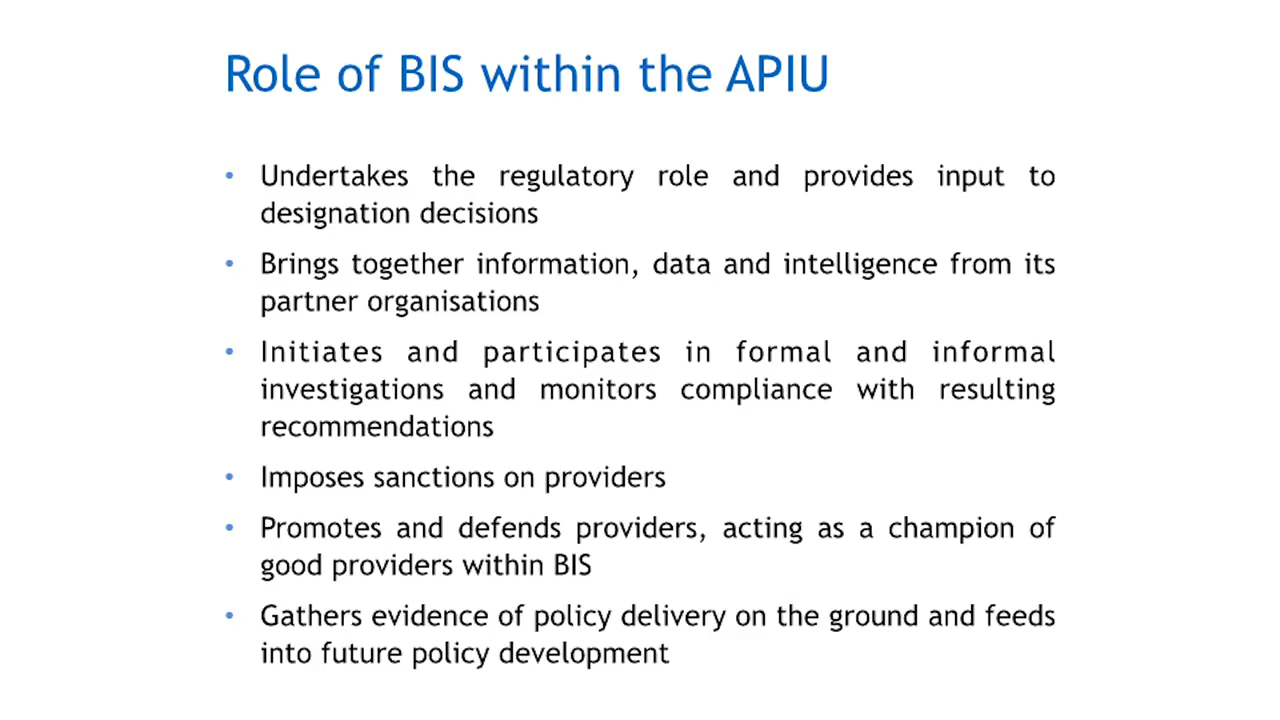 Role of BIS within the APIU
• Undertakes the regulatory role and provides input to
designation decisions
• Brings together information, data and intelligence from its
partner organisations
• Initiates and participates in formal and informal
investigations and monitors compliance with resulting
recommendations
• Imposes sanctions on providers
• Promotes and defends providers, acting as a champion of
good providers within BIS
• Gathers evidence of policy delivery on the ground and feeds
into future policy development